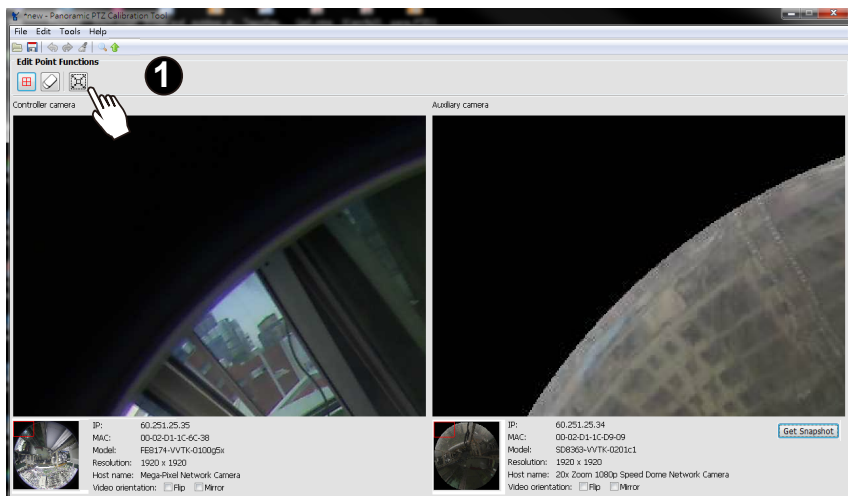 *new - Panoramic PTZ Calibration Tool
File Edit Tools Help
Edit Point Functions
1
Controller camera
Auxiliary camera
IP: 60.251.25.35
MAC: 00-02-D1-1C-6C-38
Model: FE8174-VVTK-0100g5x
Resolution: 1920 x 1920
Host name: Mega-Pixel Network Camera
Video orientation: Flip Mirror
IP: 60.251.25.34
MAC: 00-02-D1-1C-D9-09
Model: SD8363-VVTK-0201c1
Resolution: 1920 x 1920
Host name: 20x Zoom 1080p Speed Dome Network Camera
Video orientation: Flip Mirror
Get Snapshot